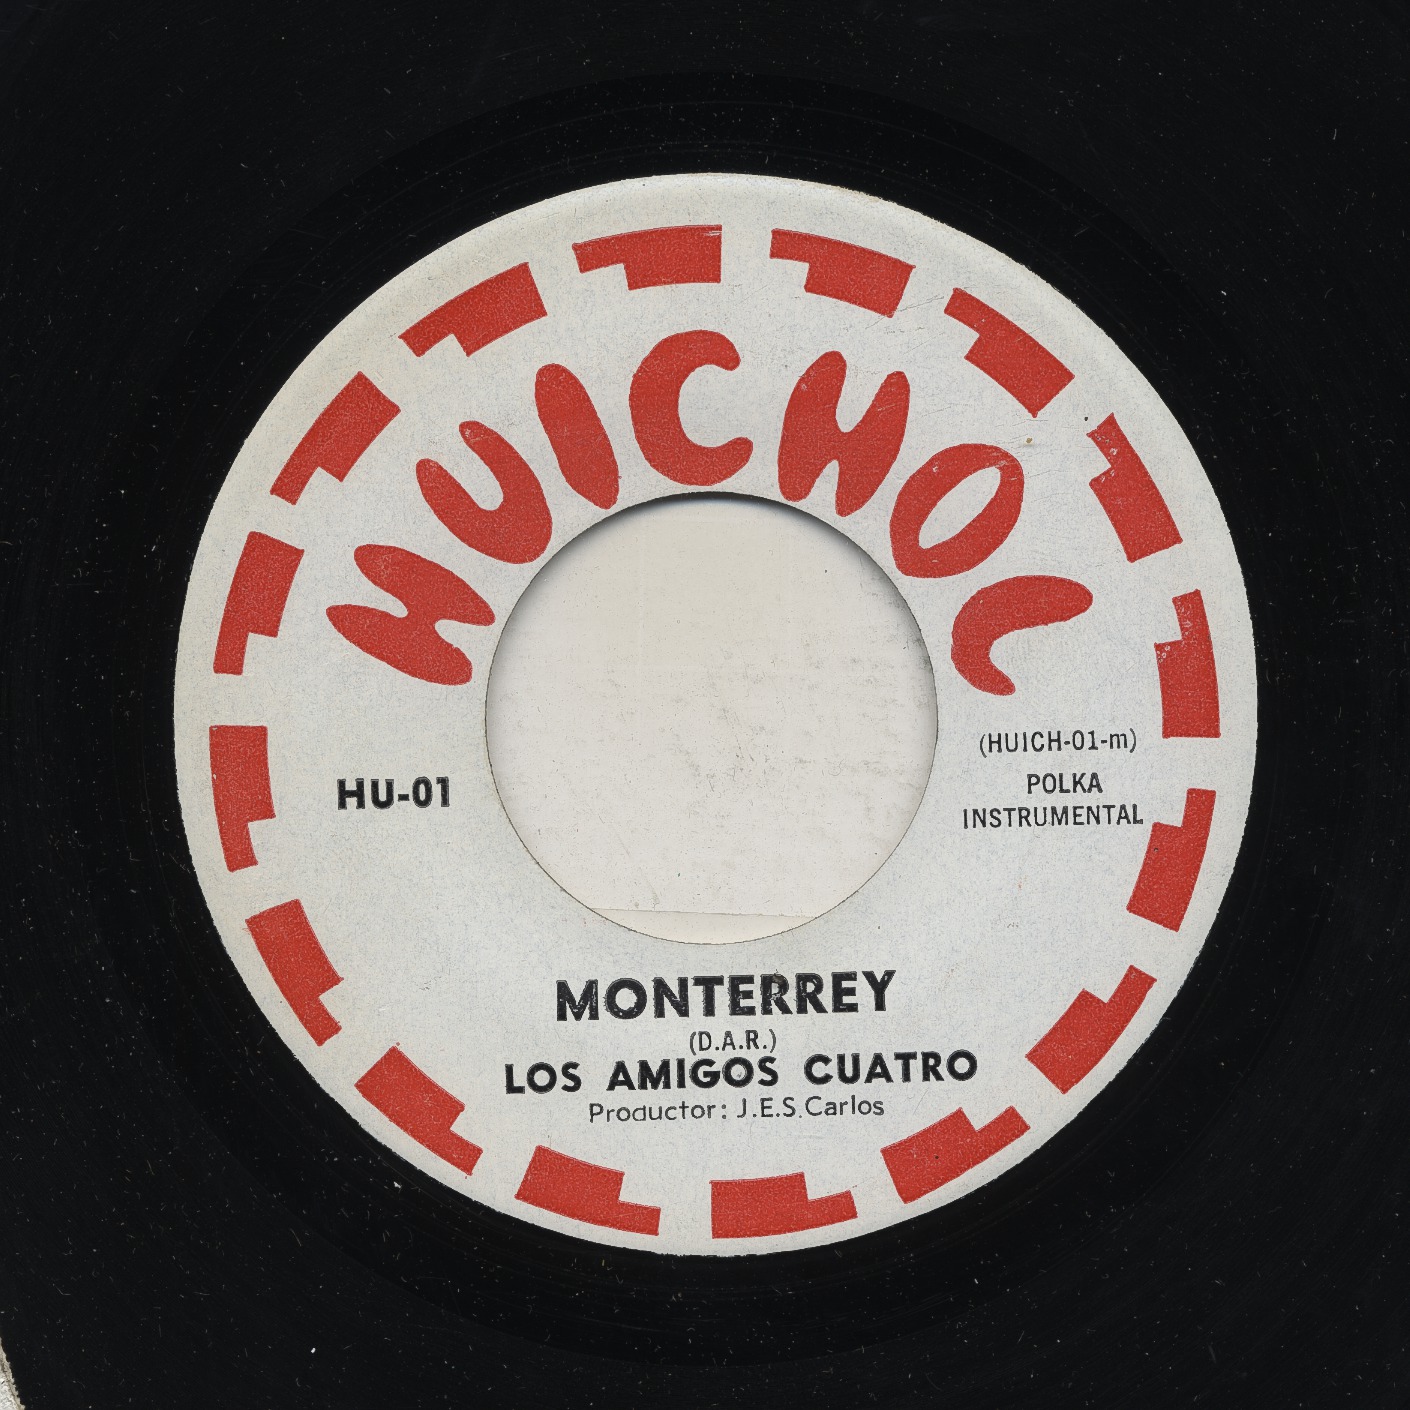 HUICHOL
HU-01
(HUICH-01-m)
POLKA
INSTRUMENTAL
MONTERREY
(D.A.R.)
LOS AMIGOS CUATRO
Productor: J.E.S. Carlos